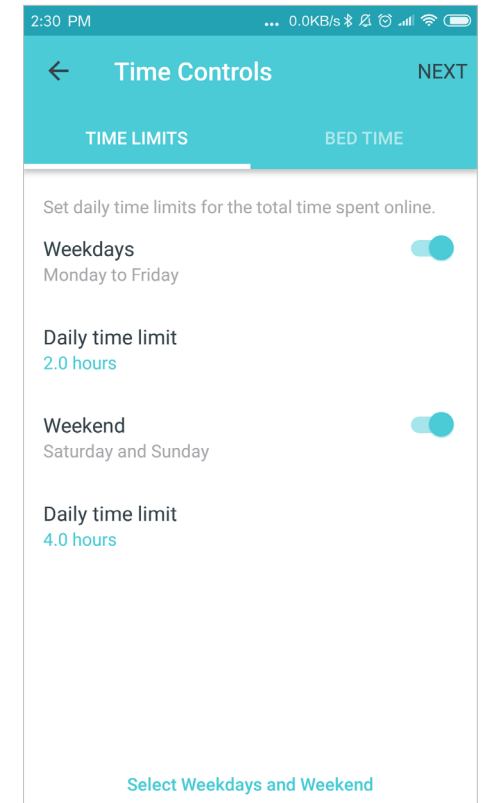 2:30 PM ... 0.0KB/s
Time Controls NEXT
TIME LIMITS BED TIME
Set daily time limits for the total time spent online.
Weekdays
Monday to Friday
Daily time limit
2.0 hours
Weekend
Saturday and Sunday
Daily time limit
4.0 hours
Select Weekdays and Weekend